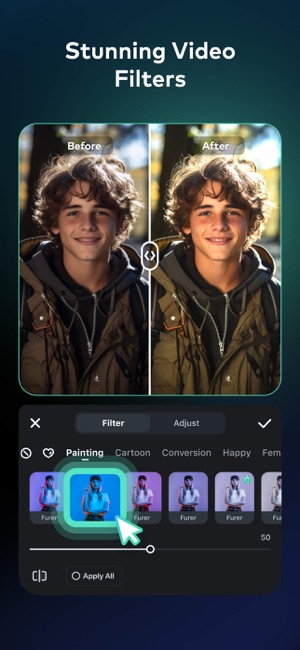 Stunning Video
Filters
Before
After
Filter
Adjust
Painting
Cartoon
Conversion
Happy
Fem
Furer
Furer
Furer
Furer
Fur
50
Apply All